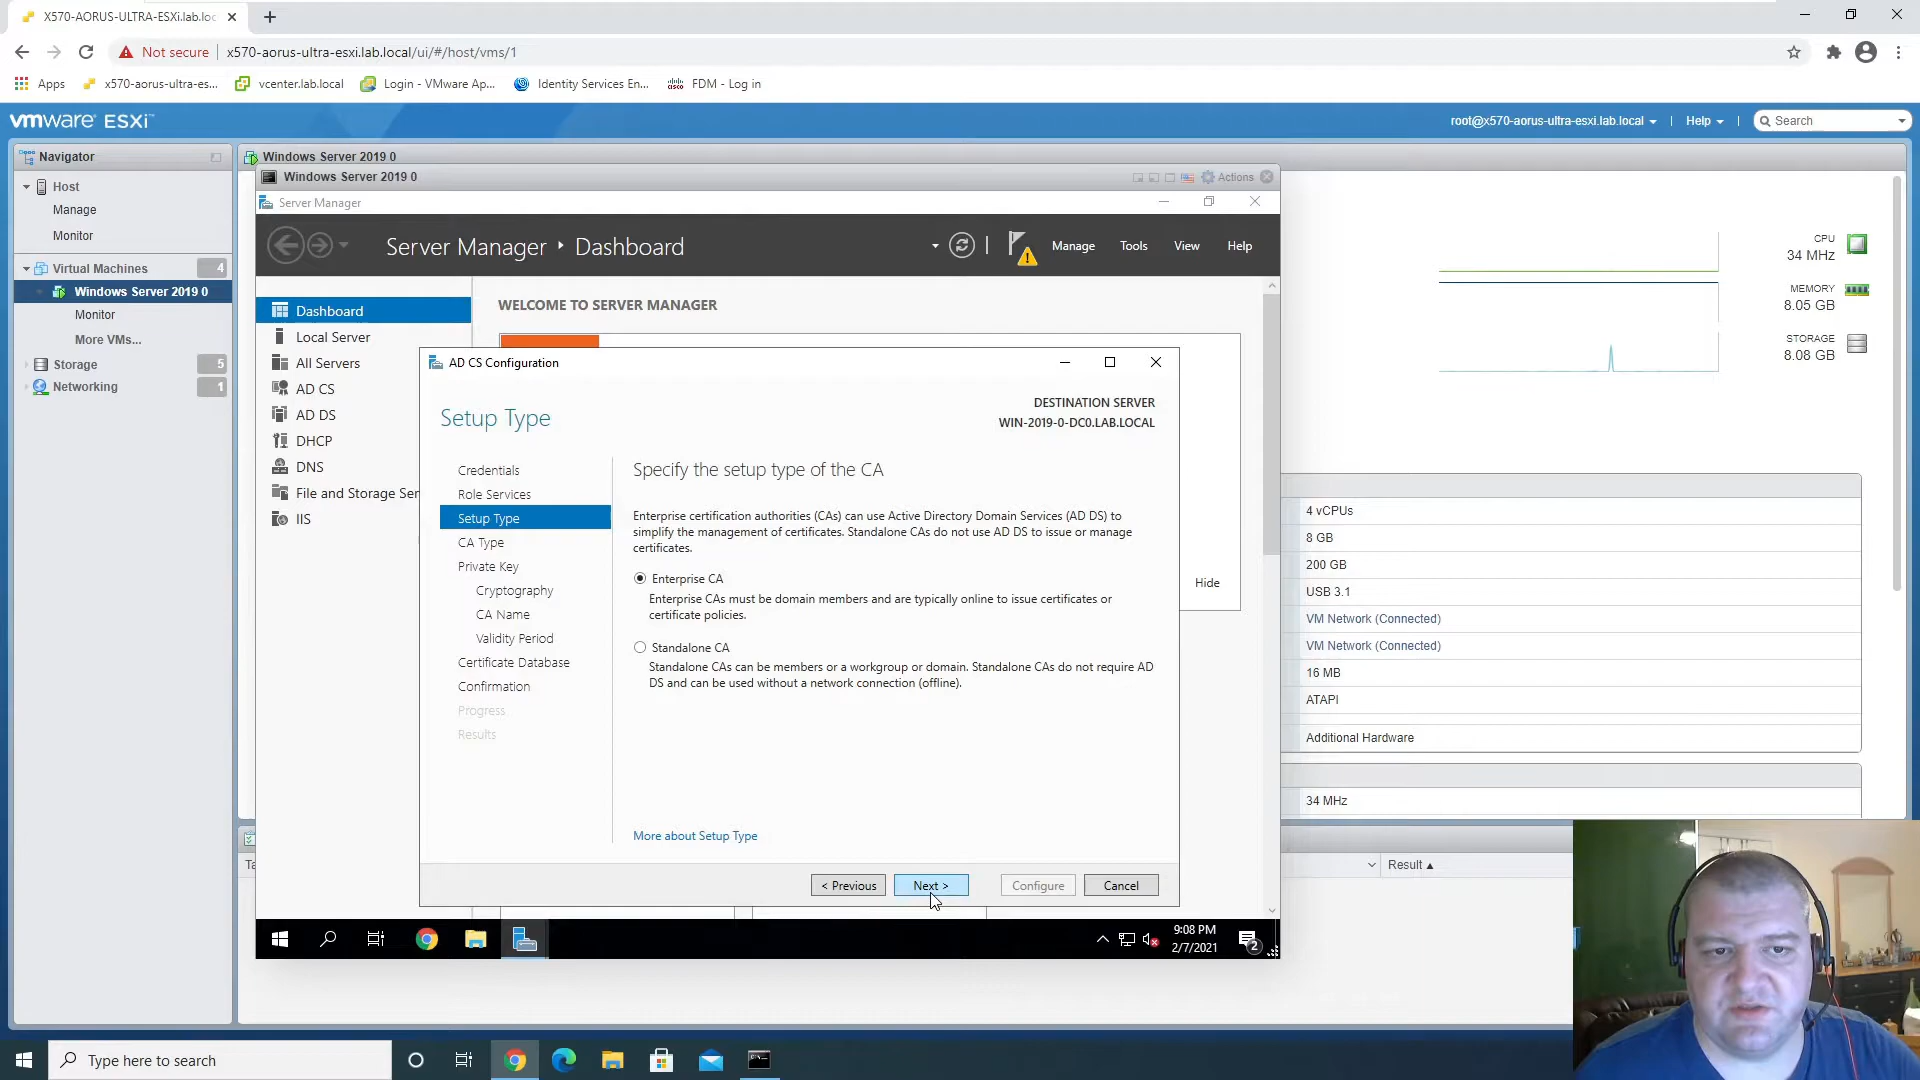 X570-AORUS-ULTRA-ESXi.lab.loc
Not secure
x570-aorus-ultra-esxi.lab.local/ui/#/host/vms/1
Apps
x570-aorus-ultra-es...
vcenter.lab.local
Login - VMware Ap...
Identity Services En...
FDM - Log in
vmware ESXi™
root@x570-aorus-ultra-esxi.lab.local
Help
Search
Navigator
Host
Manage
Monitor
Virtual Machines
4
Windows Server 2019 0
Monitor
More VMs...
Storage
5
Networking
1
Windows Server 2019 0
Windows Server 2019 0
Actions
Server Manager
Server Manager
Dashboard
Manage
Tools
View
Help
Dashboard
Local Server
All Servers
AD CS
AD DS
DHCP
DNS
File and Storage Ser
IIS
WELCOME TO SERVER MANAGER
Hide
AD CS Configuration
Setup Type
DESTINATION SERVER
WIN-2019-0-DC0.LAB.LOCAL
Credentials
Role Services
Setup Type
CA Type
Private Key
Cryptography
CA Name
Validity Period
Certificate Database
Confirmation
Progress
Results
Specify the setup type of the CA
Enterprise certification authorities (CAs) can use Active Directory Domain Services (AD DS) to
simplify the management of certificates. Standalone CAs do not use AD DS to issue or manage
certificates.
Enterprise CA
Enterprise CAs must be domain members and are typically online to issue certificates or
certificate policies.
Standalone CA
Standalone CAs can be members or a workgroup or domain. Standalone CAs do not require AD
DS and can be used without a network connection (offline).
More about Setup Type
< Previous
Next >
Configure
Cancel
9:08 PM
2/7/2021
2
CPU
34 MHz
MEMORY
8.05 GB
STORAGE
8.08 GB
4 vCPUs
8 GB
200 GB
USB 3.1
VM Network (Connected)
VM Network (Connected)
16 MB
ATAPI
Additional Hardware
34 MHz
Ta
Result
Type here to search